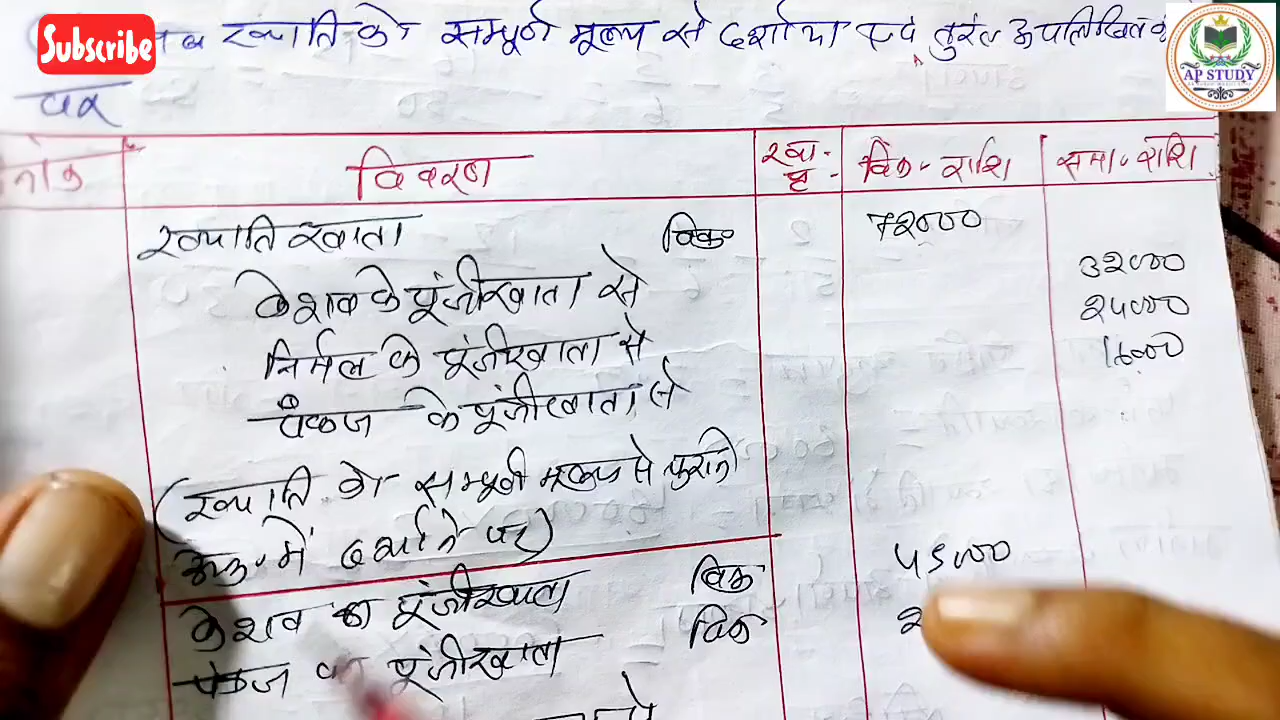 Subscribe
ख्याति को सम्पूर्ण मूल्य से दर्शाया एवं तुरंत अपलिखित
पर
AP STUDY
विवरण
खा. पृ.
विक. राशि
समा. राशि
ख्याति खाता विक. 72000
केशव के पूंजीखाता से 32000
निर्मल के पूंजीखाता से 24000
पंकज के पूंजीखाता से 16000
(ख्याति को सम्पूर्ण मूल्य से पुराने
अनु. में दर्शाने पर)
केशव का पूंजीखाता विक
पंकज का पूंजीखाता विक